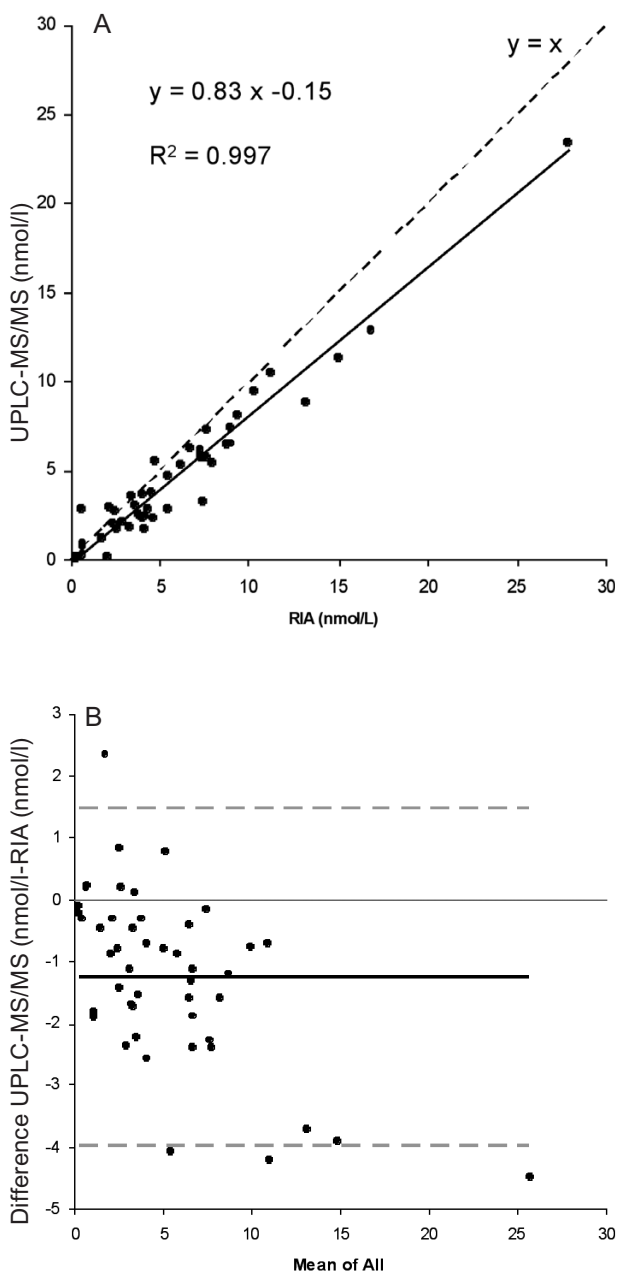 A
y = x
y = 0.83 x -0.15
R² = 0.997
UPLC-MS/MS (nmol/l)
30
25
20
15
10
5
0
0 5 10 15 20 25 30
RIA (nmol/L)
B
Difference UPLC-MS/MS (nmol/l-RIA (nmol/l)
3
2
1
0
-1
-2
-3
-4
-5
0 5 10 15 20 25 30
Mean of All